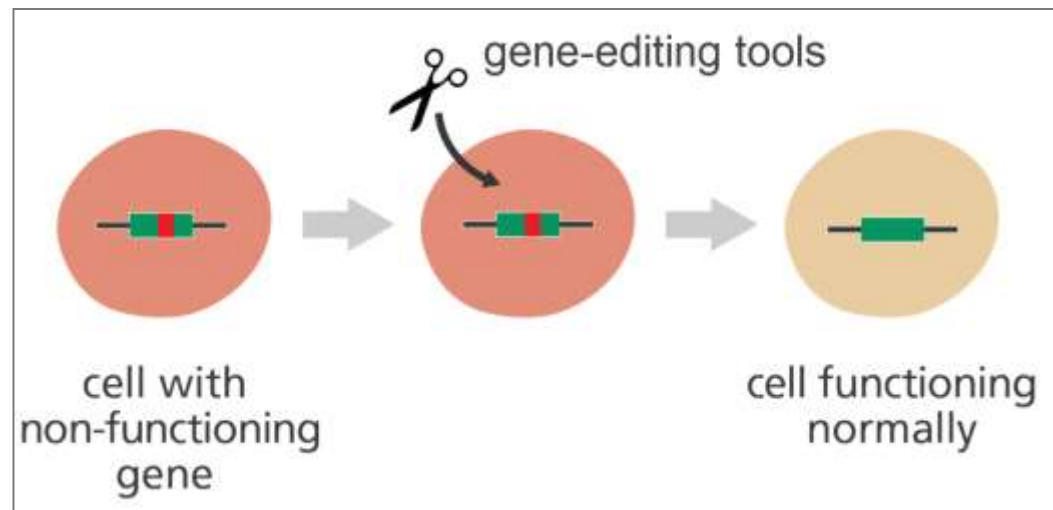 gene-editing tools
cell with
non-functioning
gene
cell functioning
normally